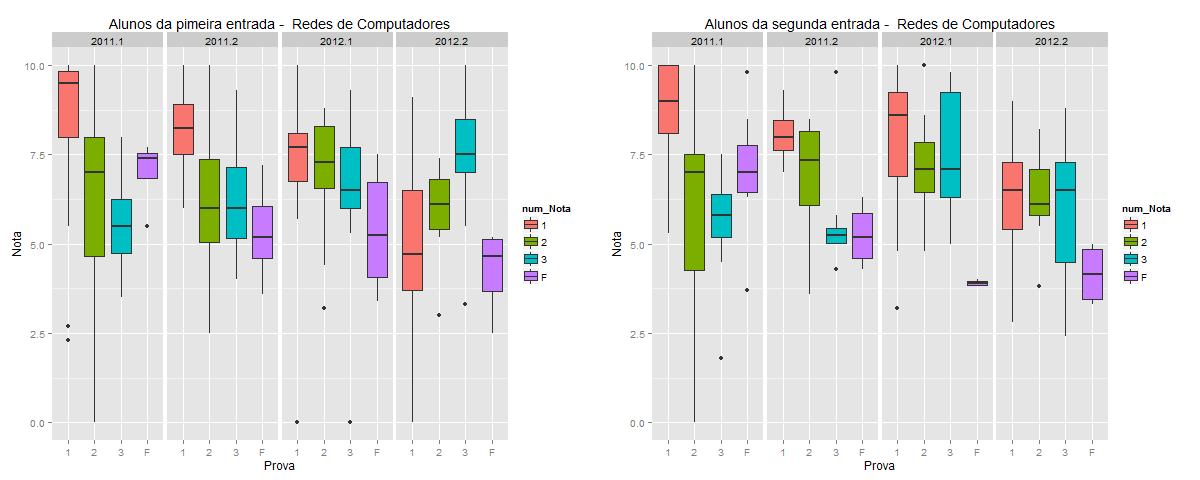 Alunos da pimeira entrada -  Redes de Computadores
2011.1 2011.2 2012.1 2012.2
10.0
7.5
5.0
2.5
0.0
Nota
1 2 3 F 1 2 3 F 1 2 3 F 1 2 3 F
Prova
num_Nota
1
2
3
F
Alunos da segunda entrada -  Redes de Computadores
2011.1 2011.2 2012.1 2012.2
10.0
7.5
5.0
2.5
0.0
Nota
1 2 3 F 1 2 3 F 1 2 3 F 1 2 3 F
Prova
num_Nota
1
2
3
F